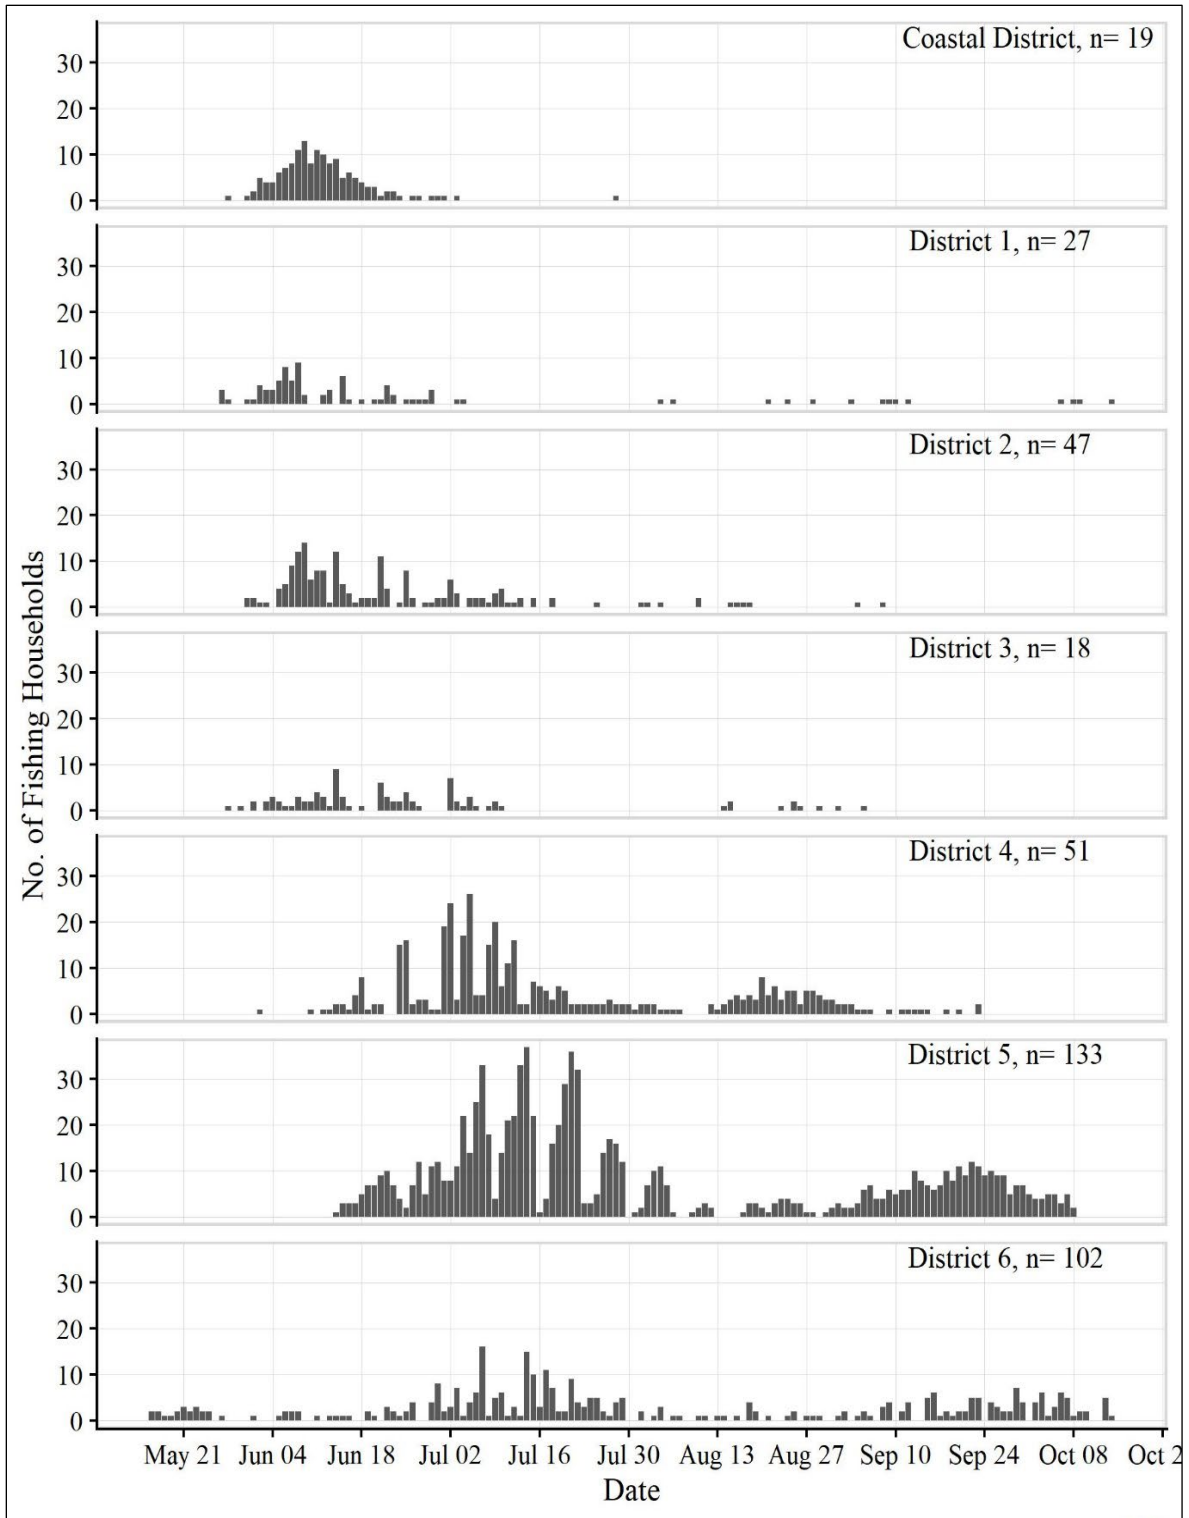 Coastal District, n= 19
30
20
10
0
District 1, n= 27
30
20
10
0
District 2, n= 47
30
20
10
0
District 3, n= 18
30
20
10
0
District 4, n= 51
30
20
10
0
District 5, n= 133
30
20
10
0
District 6, n= 102
30
20
10
0
No. of Fishing Households
May 21 Jun 04 Jun 18 Jul 02 Jul 16 Jul 30 Aug 13 Aug 27 Sep 10 Sep 24 Oct 08 Oct 2
Date